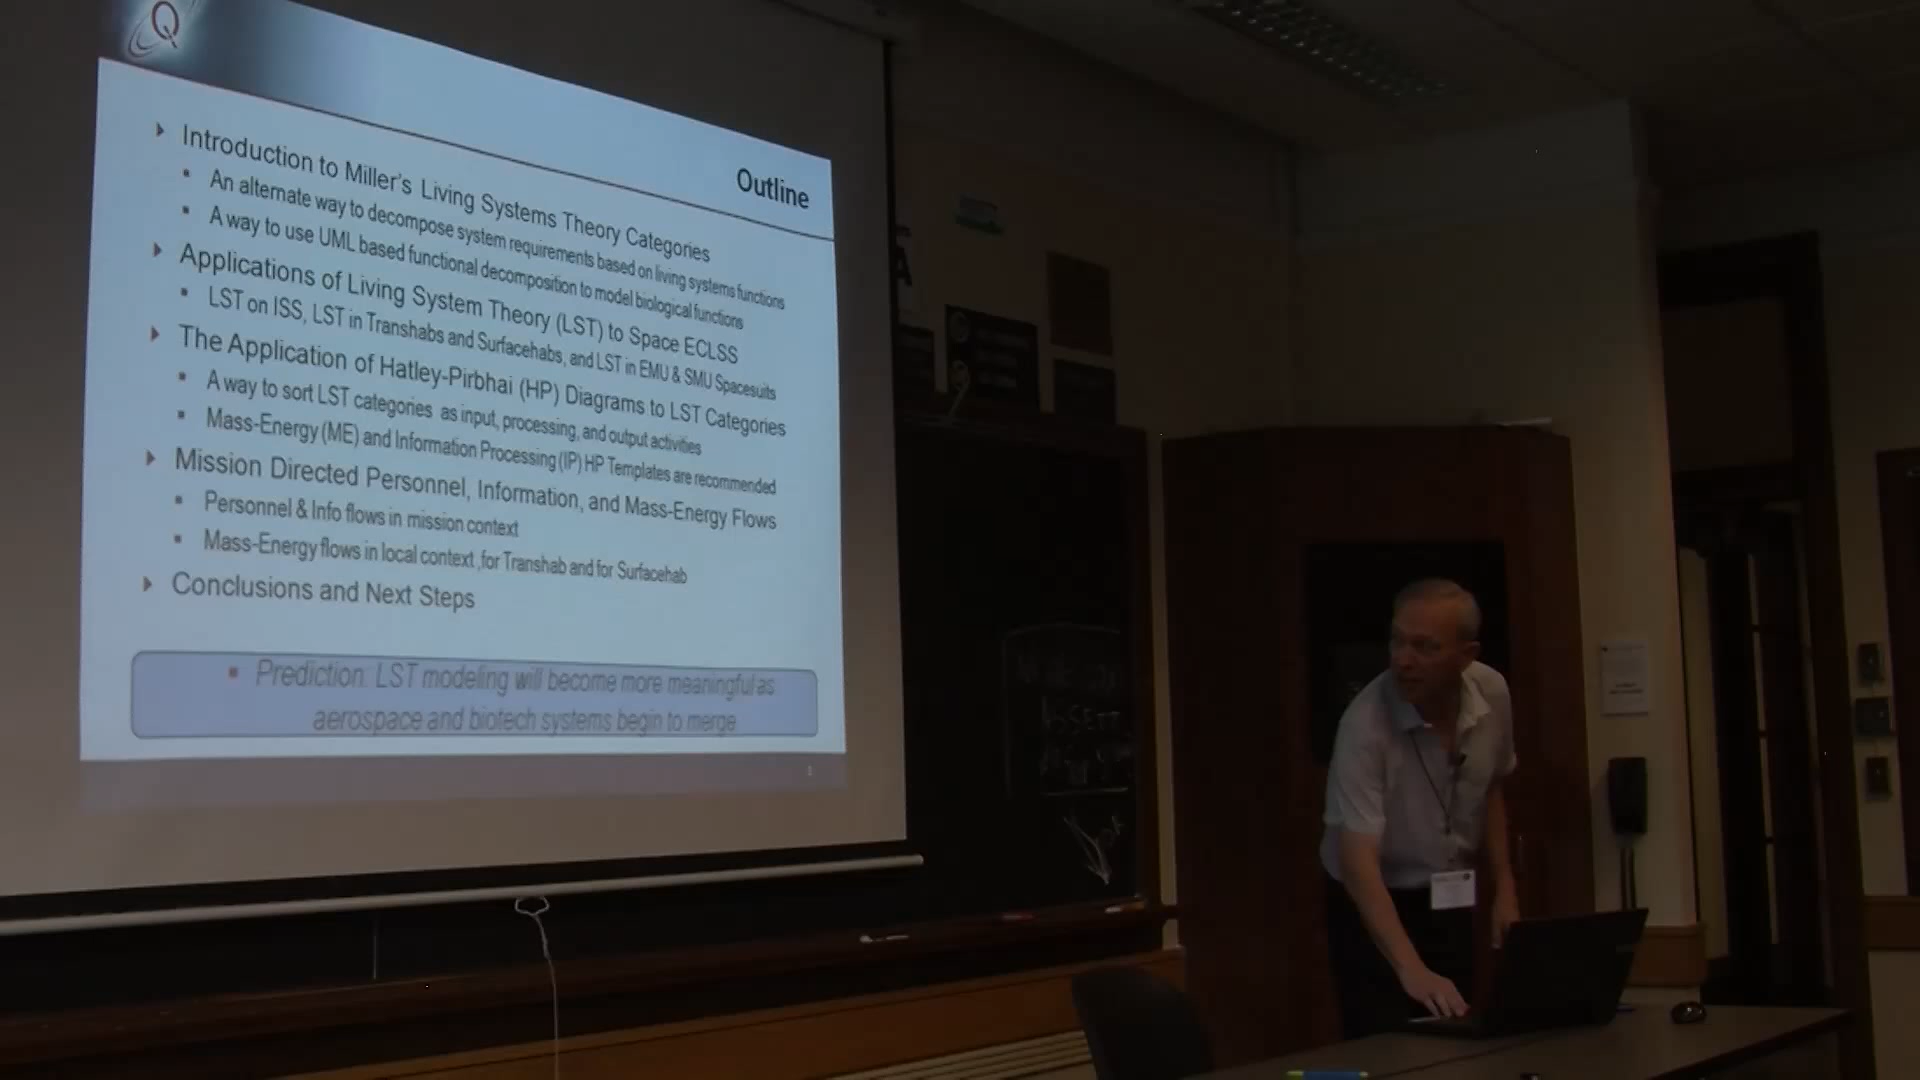 Q
Outline
Introduction to Miller's Living Systems Theory Categories
An alternate way to decompose system requirements based on living systems functions
A way to use UML based functional decomposition to model biological functions
Applications of Living System Theory (LST) to Space ECLSS
LST on ISS, LST in Transhabs and Surfacehabs, and LST in EMU & SMU Spacesuits
The Application of Hatley-Pirbhai (HP) Diagrams to LST Categories
A way to sort LST categories as input, processing, and output activities
Mass-Energy (ME) and Information Processing (IP) HP Templates are recommended
Mission Directed Personnel, Information, and Mass-Energy Flows
Personnel & Info flows in mission context
Mass-Energy flows in local context ,for Transhab and for Surfacehab
Conclusions and Next Steps
Prediction: LST modeling will become more meaningful as
aerospace and biotech systems begin to merge
A